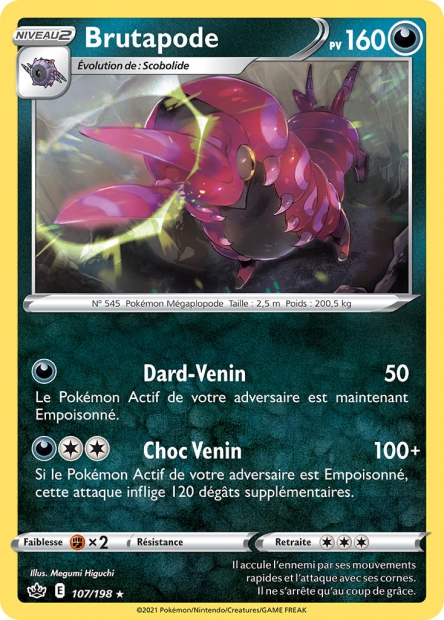 NIVEAU 2 Brutapode PV 160
Évolution de : Scobolide
N° 545 Pokémon Mégaplopode Taille : 2,5 m Poids : 200,5 kg
Dard-Venin 50
Le Pokémon Actif de votre adversaire est maintenant
Empoisonné.
Choc Venin 100+
Si le Pokémon Actif de votre adversaire est Empoisonné,
cette attaque inflige 120 dégâts supplémentaires.
Faiblesse ×2 Résistance Retraite
Illus. Megumi Higuchi
Il accule l'ennemi par ses mouvements
rapides et l'attaque avec ses cornes.
Il ne s'arrête qu'au coup de grâce.
E 107/198 ★
©2021 Pokémon/Nintendo/Creatures/GAME FREAK